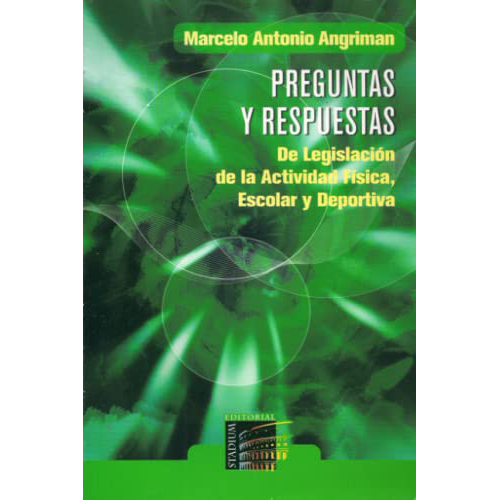 Marcelo Antonio Angriman
PREGUNTAS
Y RESPUESTAS
De Legislación
de la Actividad Física,
Escolar y Deportiva
EDITORIAL
STADIUM